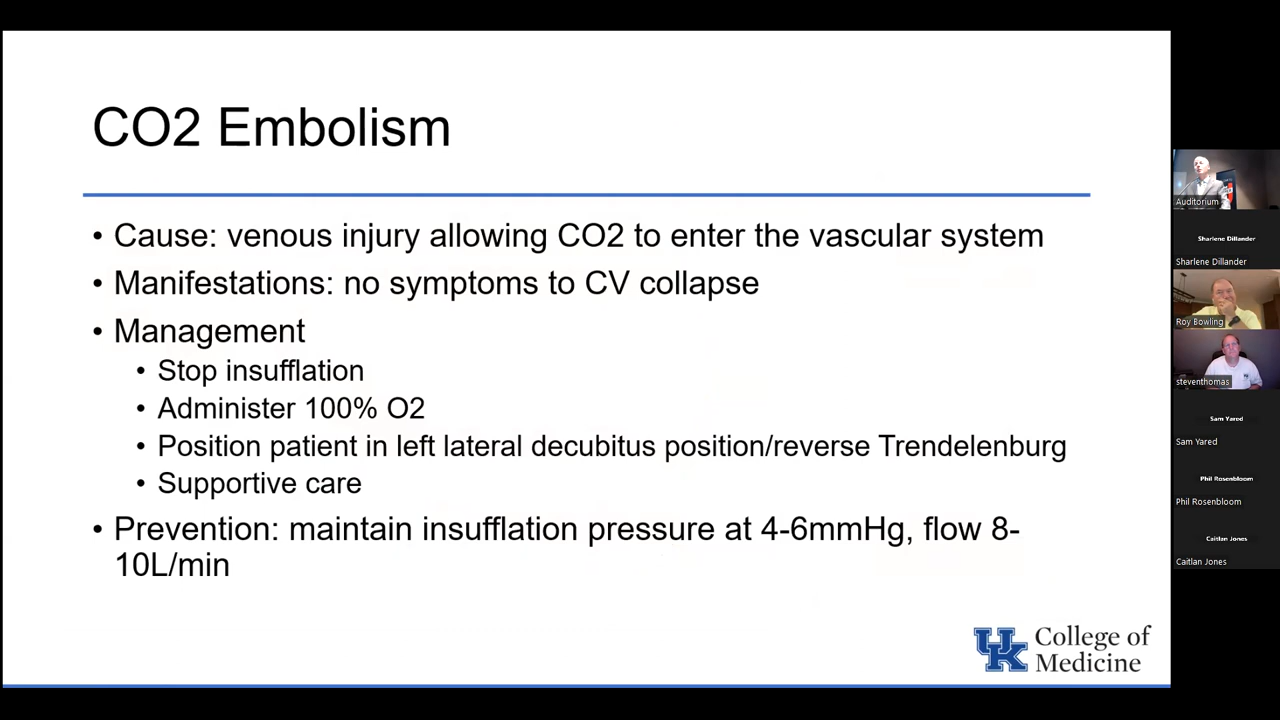 CO2 Embolism
• Cause: venous injury allowing CO2 to enter the vascular system
• Manifestations: no symptoms to CV collapse
• Management
• Stop insufflation
• Administer 100% O2
• Position patient in left lateral decubitus position/reverse Trendelenburg
• Supportive care
• Prevention: maintain insufflation pressure at 4-6mmHg, flow 8-
10L/min
UK
College of
Medicine
Auditorium
Sharlene Dillander
Sharlene Dillander
Roy Bowling
steventhomas
Sam Yared
Sam Yared
Phil Rosenbloom
Phil Rosenbloom
Caitlan Jones
Caitlan Jones